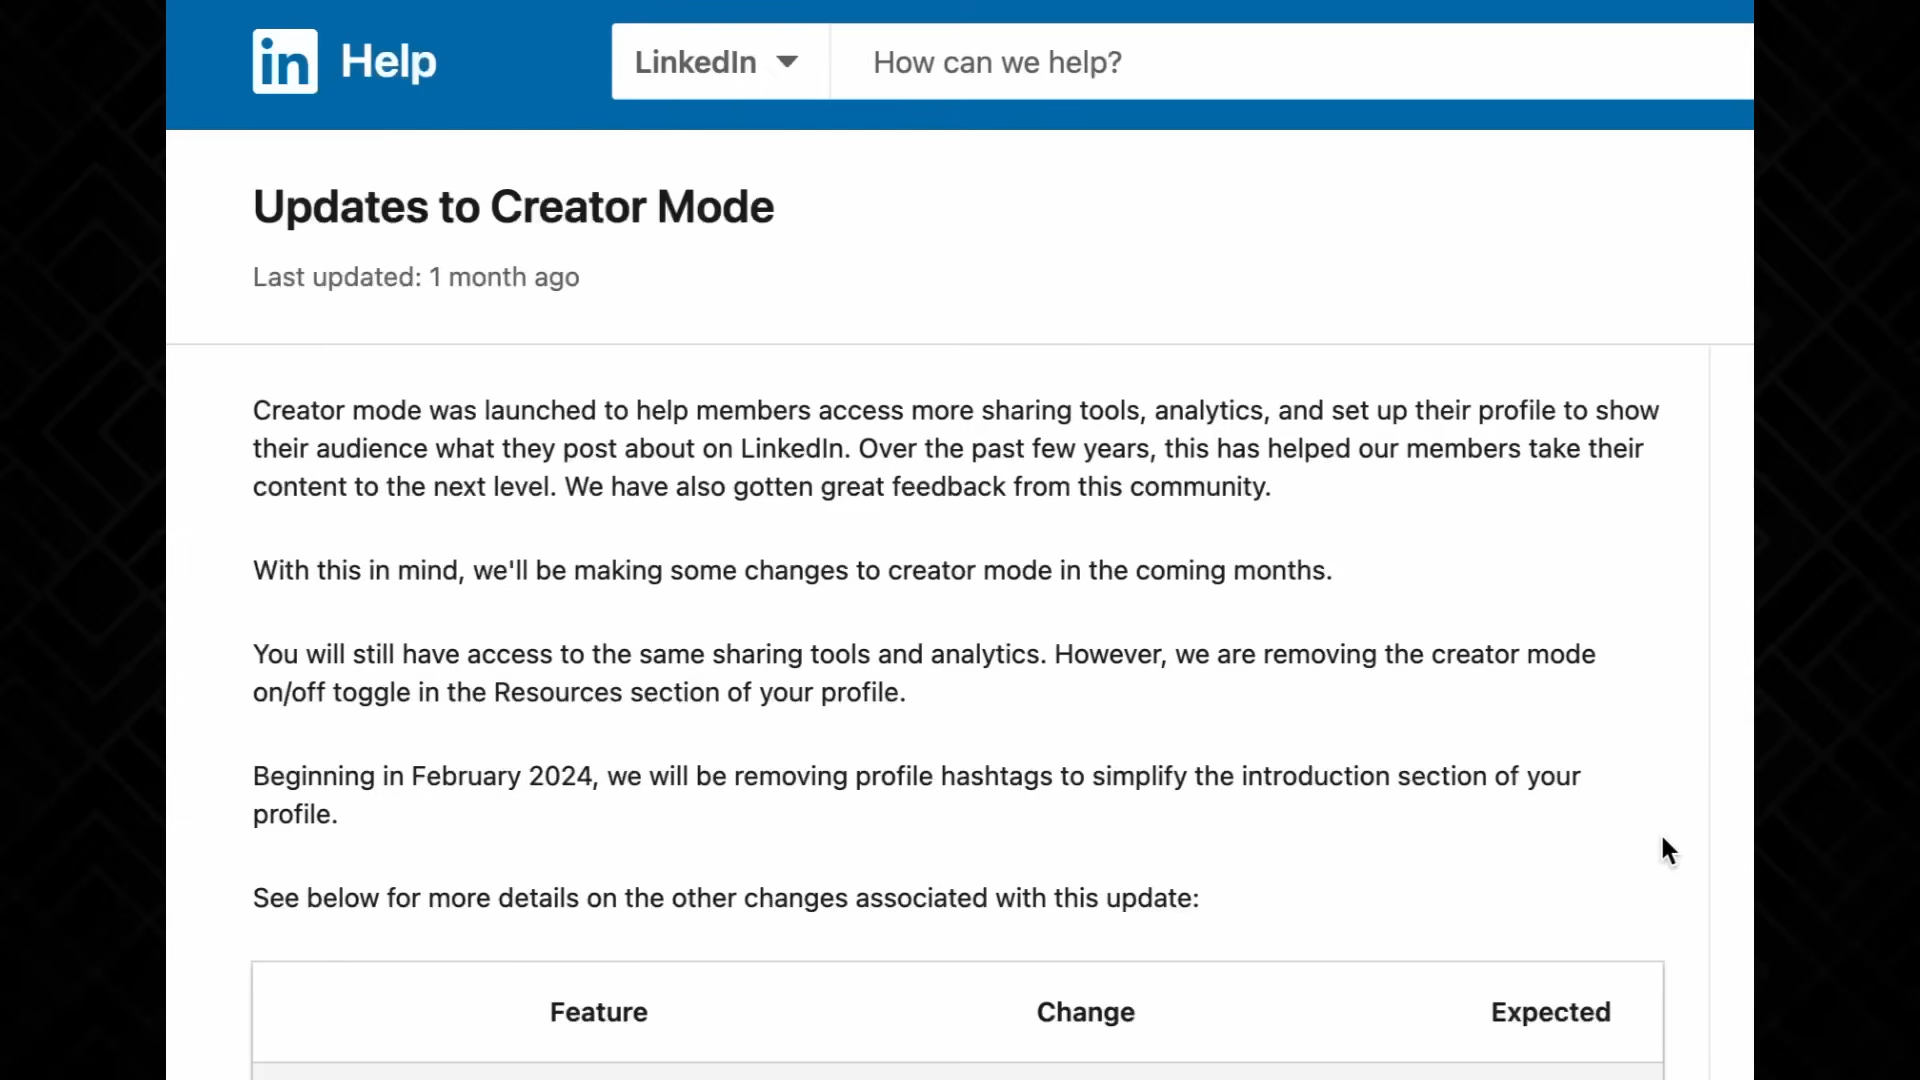 in Help
LinkedIn
How can we help?
Updates to Creator Mode
Last updated: 1 month ago
Creator mode was launched to help members access more sharing tools, analytics, and set up their profile to show
their audience what they post about on LinkedIn. Over the past few years, this has helped our members take their
content to the next level. We have also gotten great feedback from this community.
With this in mind, we'll be making some changes to creator mode in the coming months.
You will still have access to the same sharing tools and analytics. However, we are removing the creator mode
on/off toggle in the Resources section of your profile.
Beginning in February 2024, we will be removing profile hashtags to simplify the introduction section of your
profile.
See below for more details on the other changes associated with this update:
Feature Change Expected